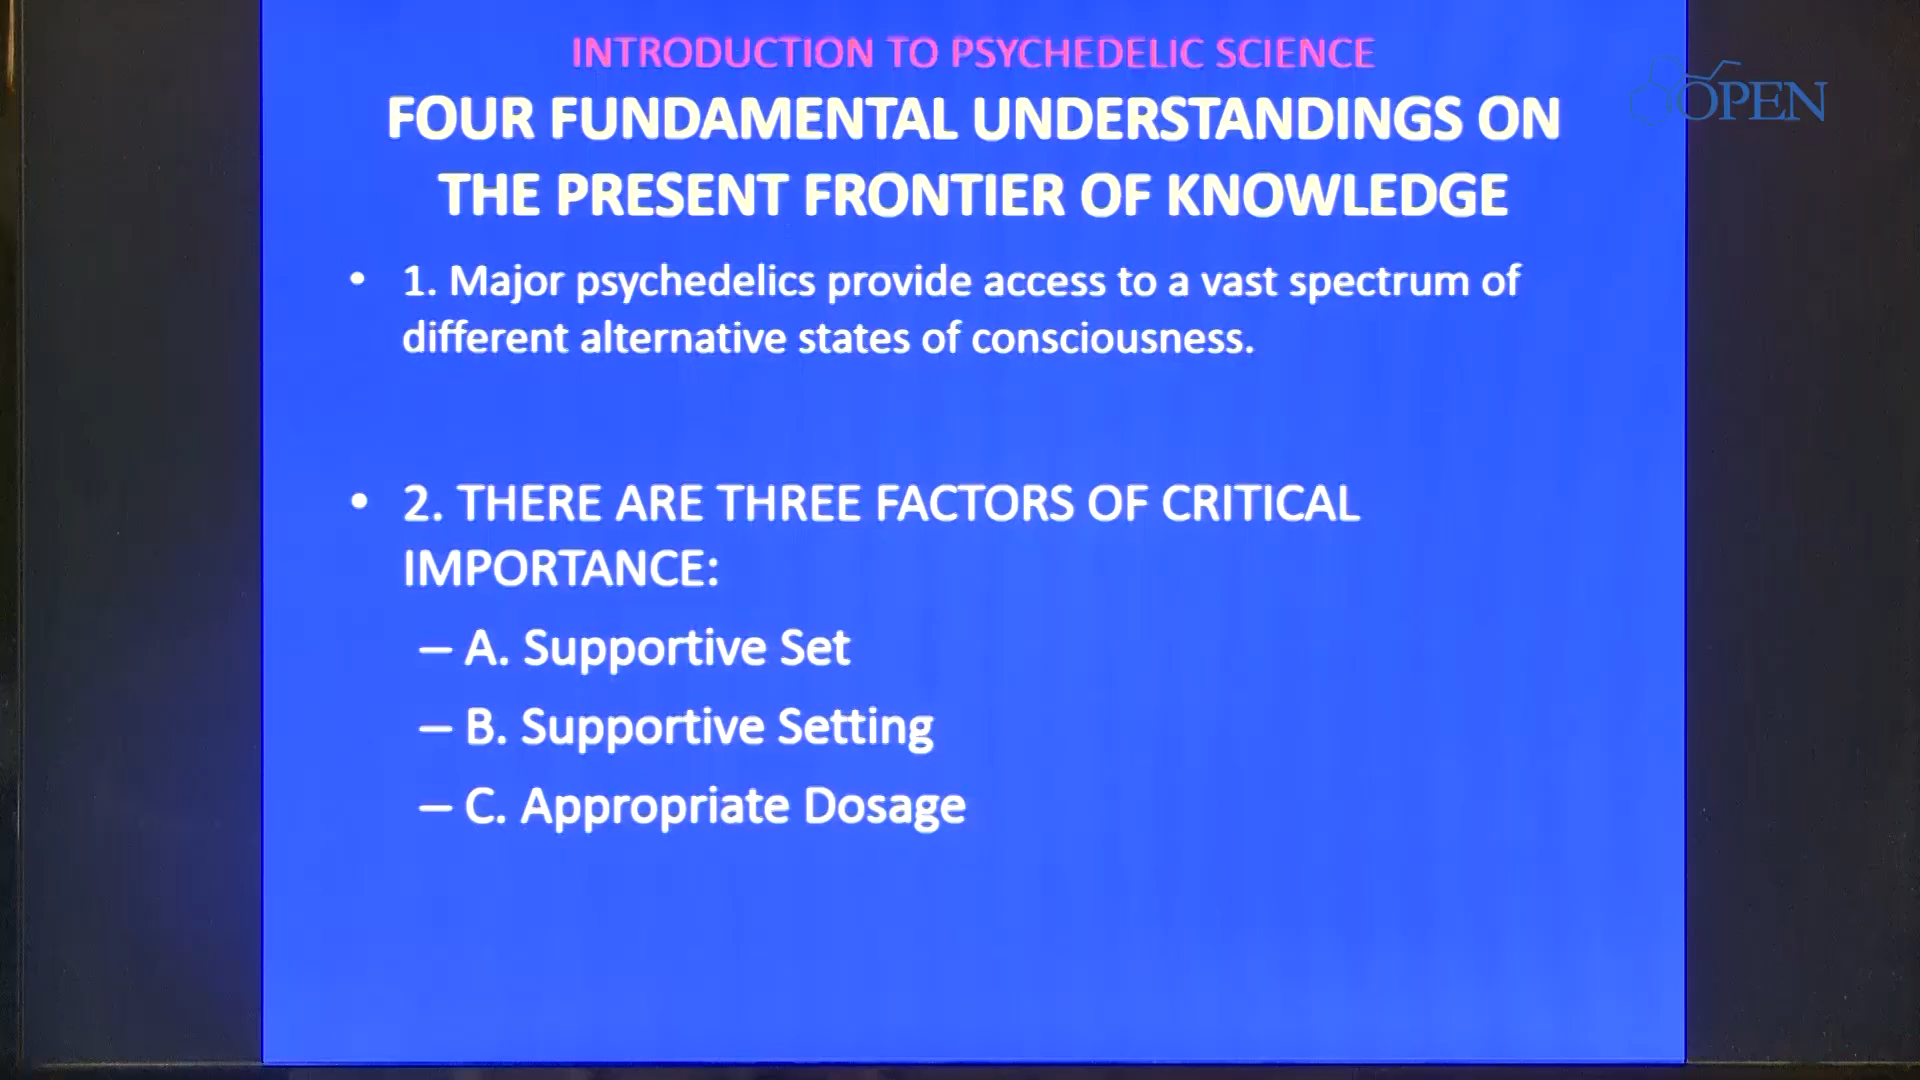 INTRODUCTION TO PSYCHEDELIC SCIENCE
OPEN
FOUR FUNDAMENTAL UNDERSTANDINGS ON
THE PRESENT FRONTIER OF KNOWLEDGE
• 1. Major psychedelics provide access to a vast spectrum of
different alternative states of consciousness.
• 2. THERE ARE THREE FACTORS OF CRITICAL
IMPORTANCE:
– A. Supportive Set
– B. Supportive Setting
– C. Appropriate Dosage